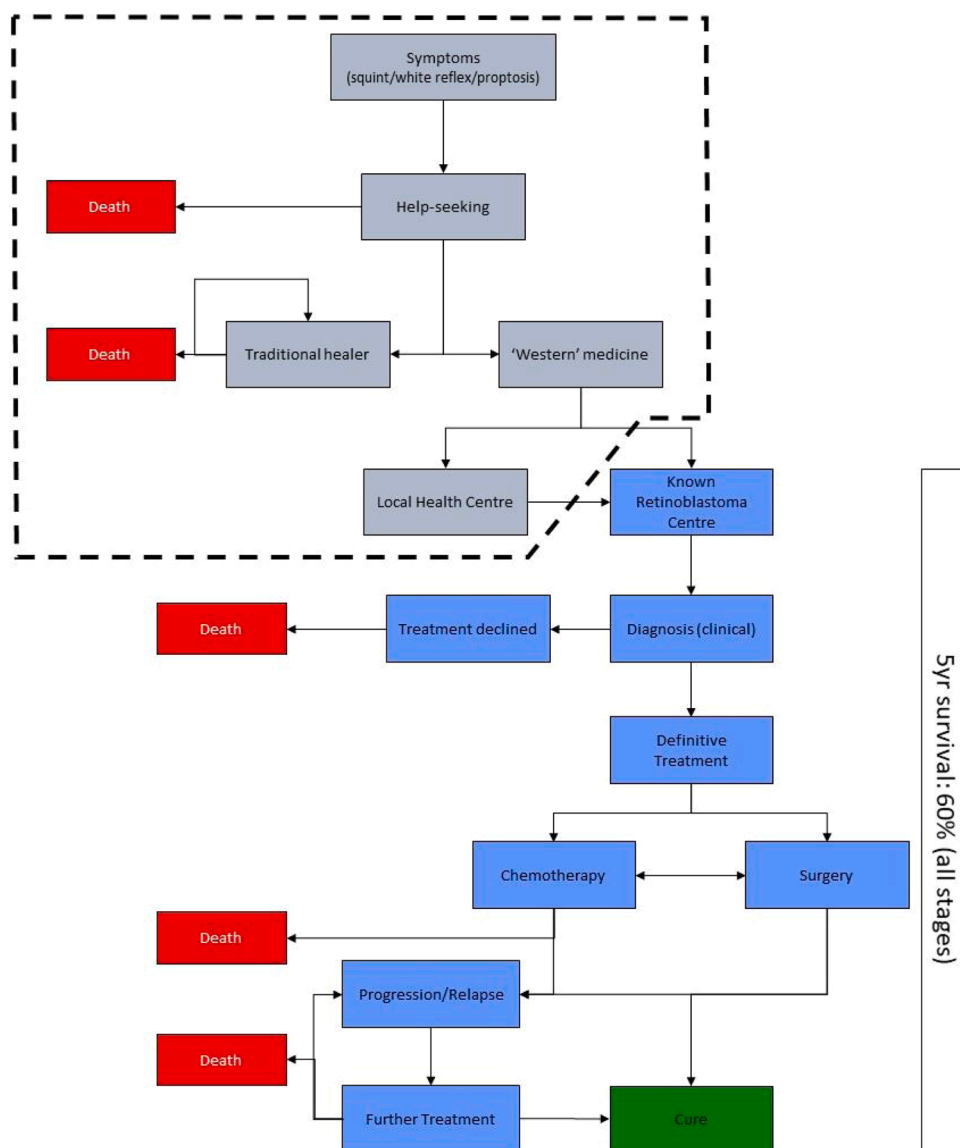 Symptoms
(squint/white reflex/proptosis)
Death
Help-seeking
Death
Traditional healer
‘Western’ medicine
Local Health Centre
Known
Retinoblastoma
Centre
Death
Treatment declined
Diagnosis (clinical)
Definitive
Treatment
Chemotherapy
Surgery
Death
Progression/Relapse
Death
Further Treatment
Cure
5yr survival: 60% (all stages)